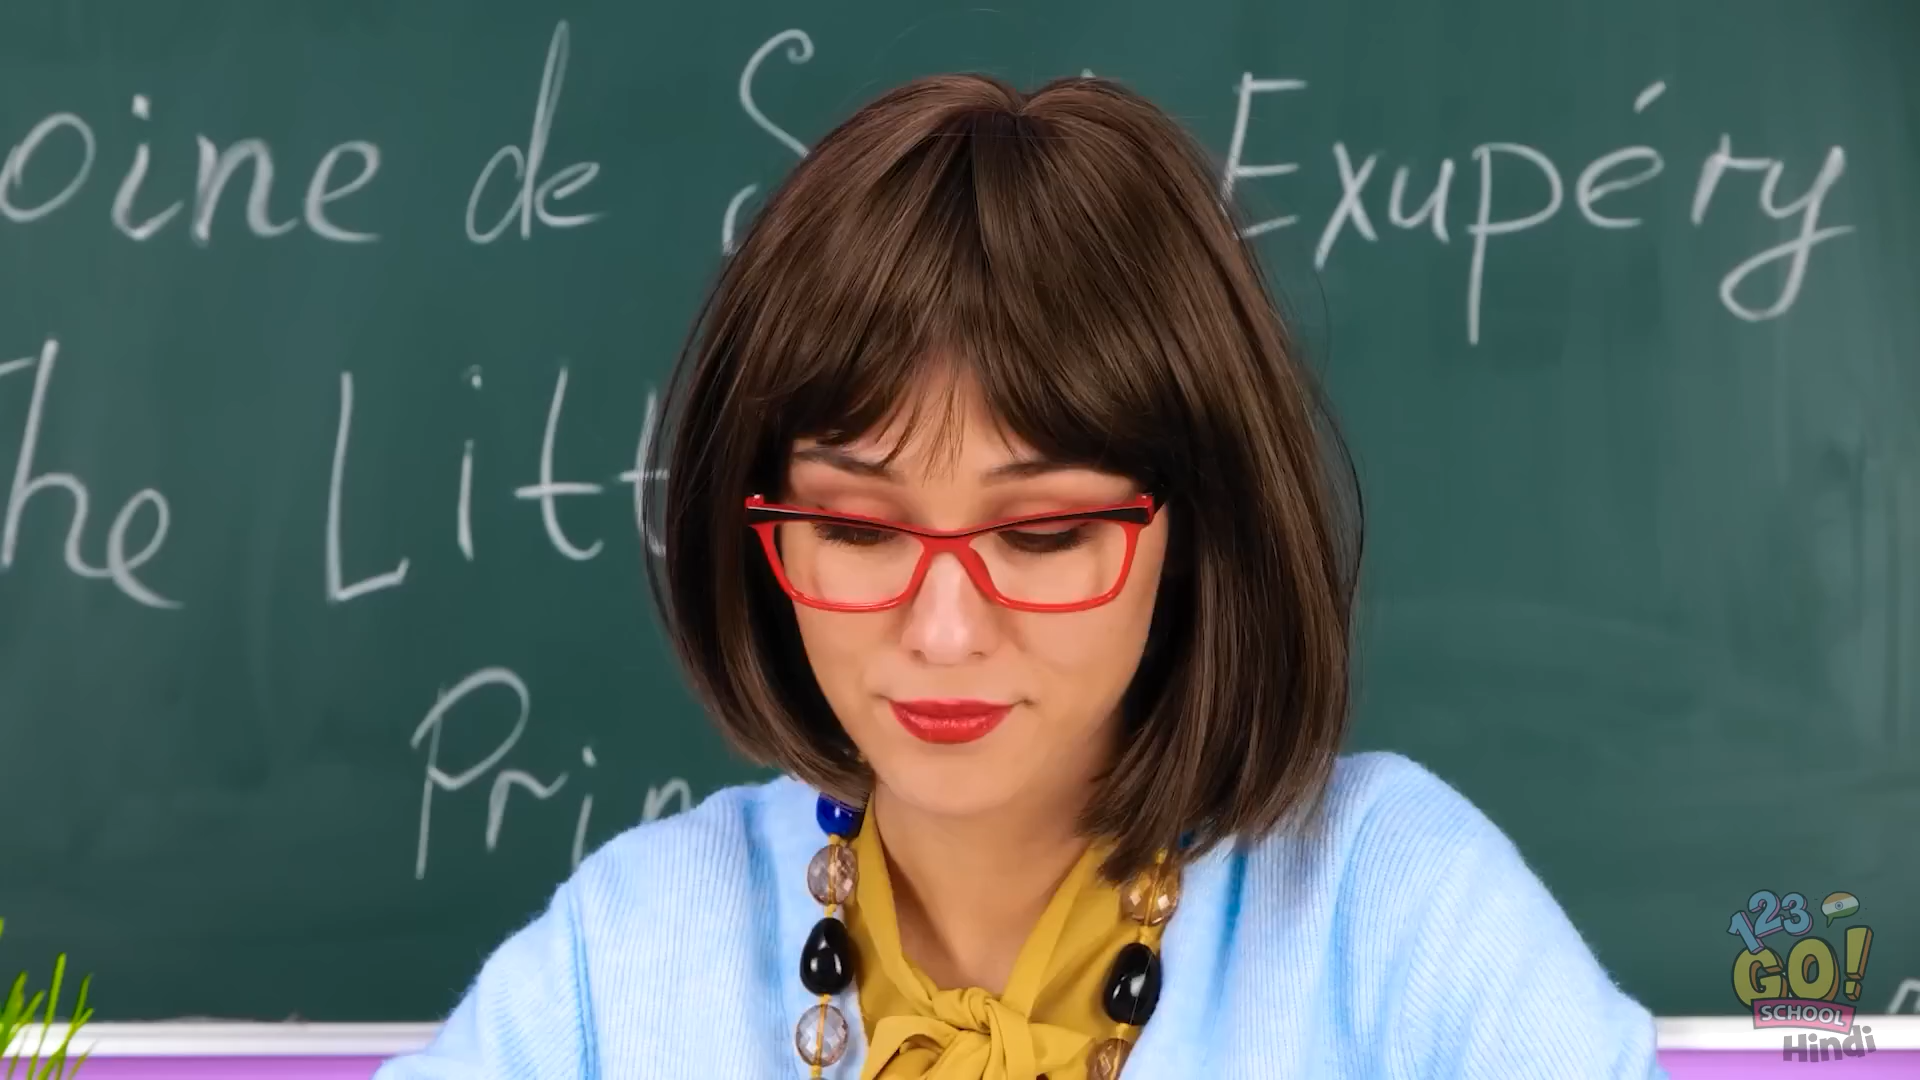 oine de S Exupéry
The Litt
Prin
123
GO!
SCHOOL
Hindi